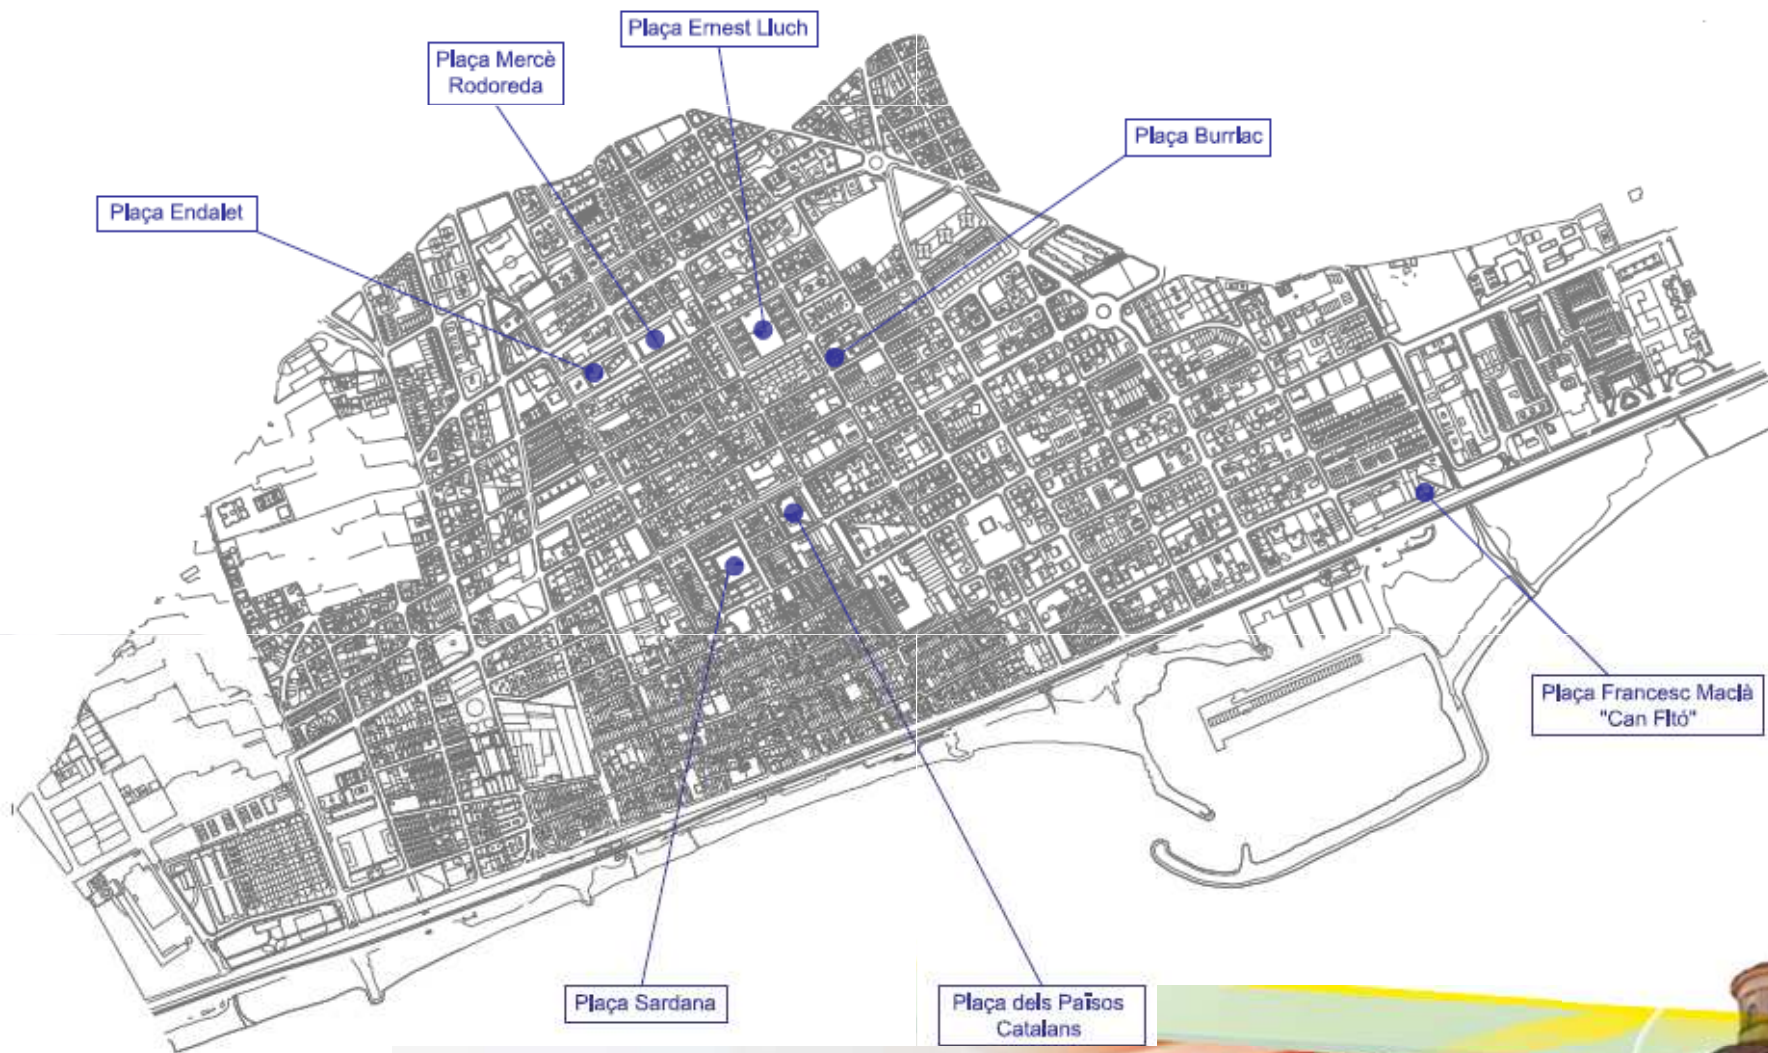 Plaça Ernest Lluch
Plaça Mercè
Rodoreda
Plaça Burriac
Plaça Endalet
Plaça Francesc Macià
"Can Fitó"
Plaça Sardana
Plaça dels Països
Catalans